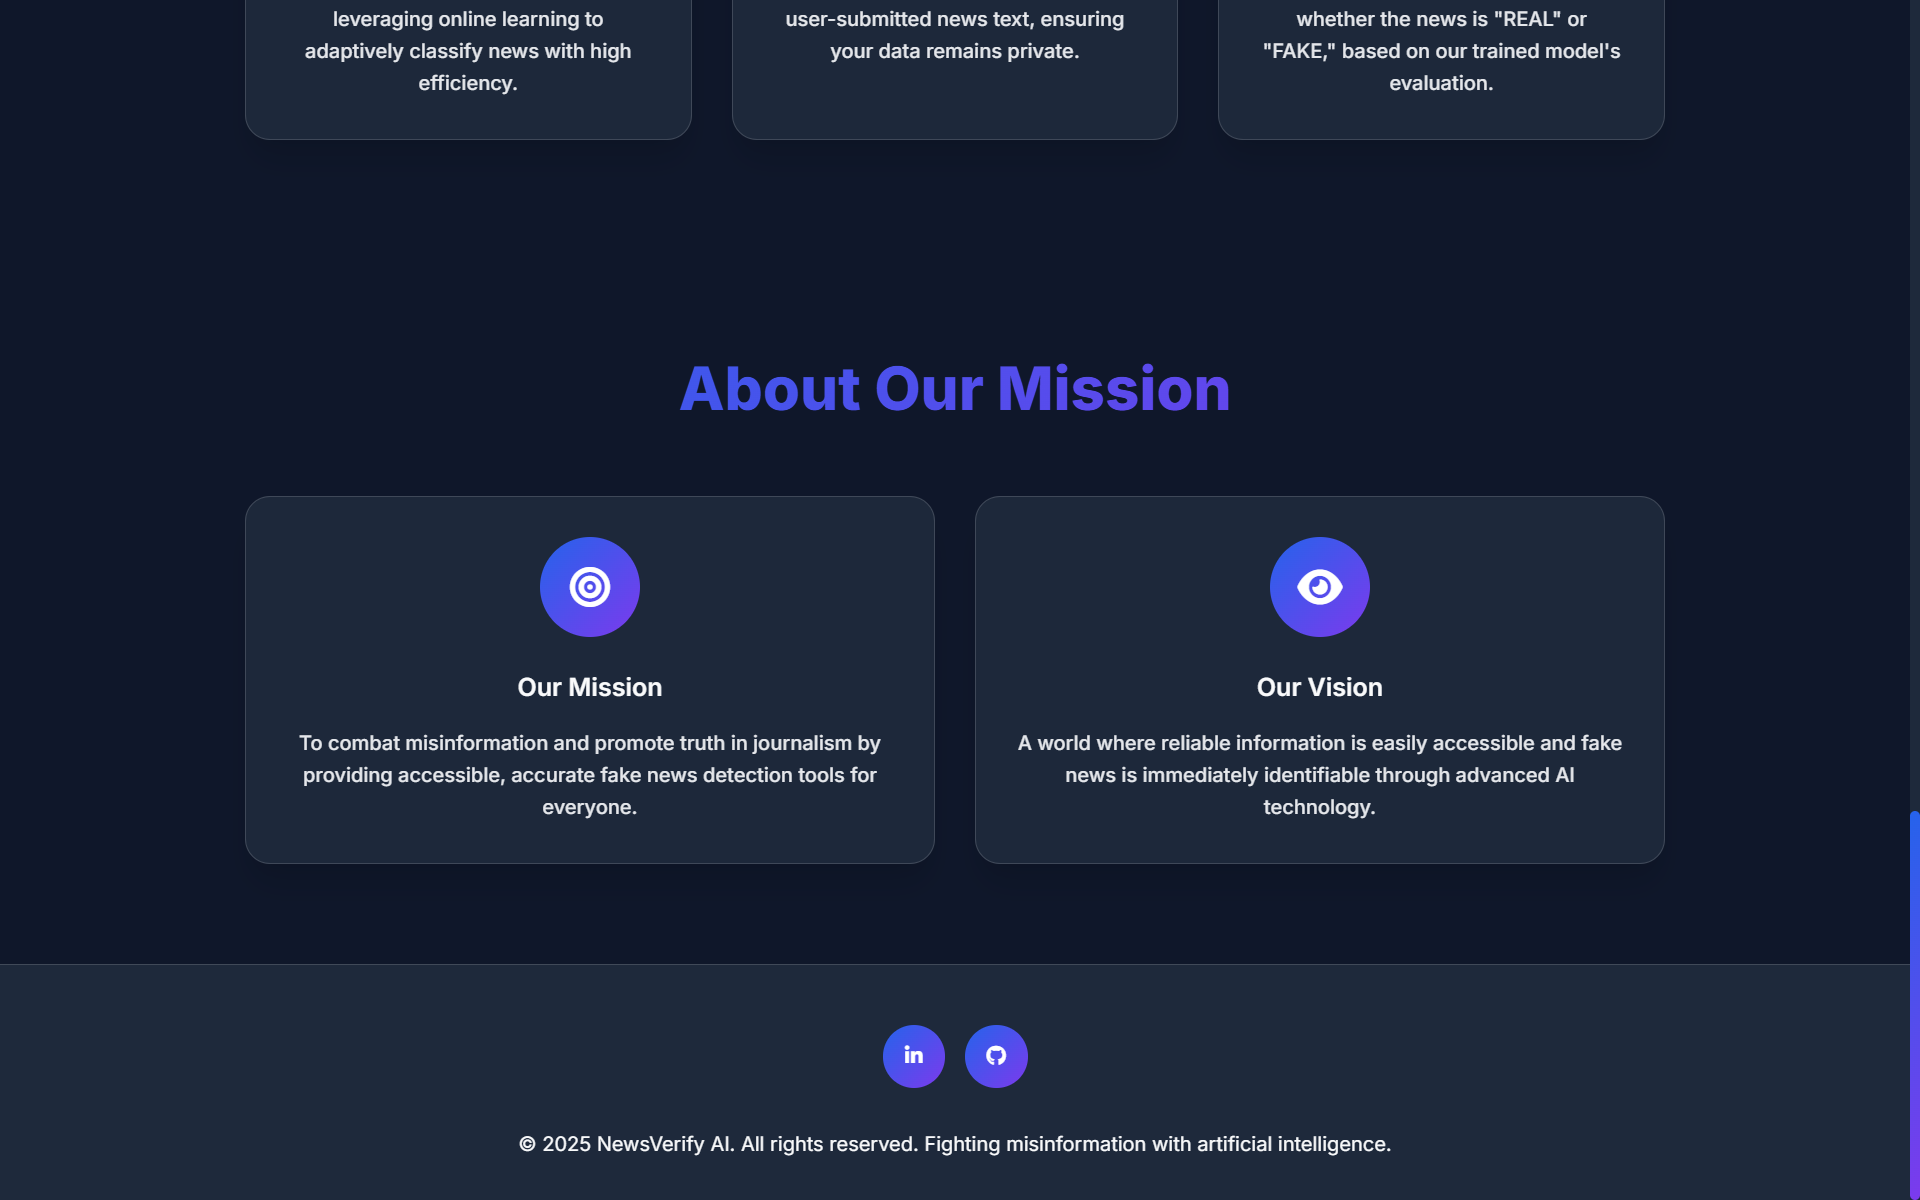 leveraging online learning to
adaptively classify news with high
efficiency.
user-submitted news text, ensuring
your data remains private.
whether the news is "REAL" or
"FAKE," based on our trained model's
evaluation.
About Our Mission
Our Mission
To combat misinformation and promote truth in journalism by
providing accessible, accurate fake news detection tools for
everyone.
Our Vision
A world where reliable information is easily accessible and fake
news is immediately identifiable through advanced AI
technology.
in
© 2025 NewsVerify AI. All rights reserved. Fighting misinformation with artificial intelligence.